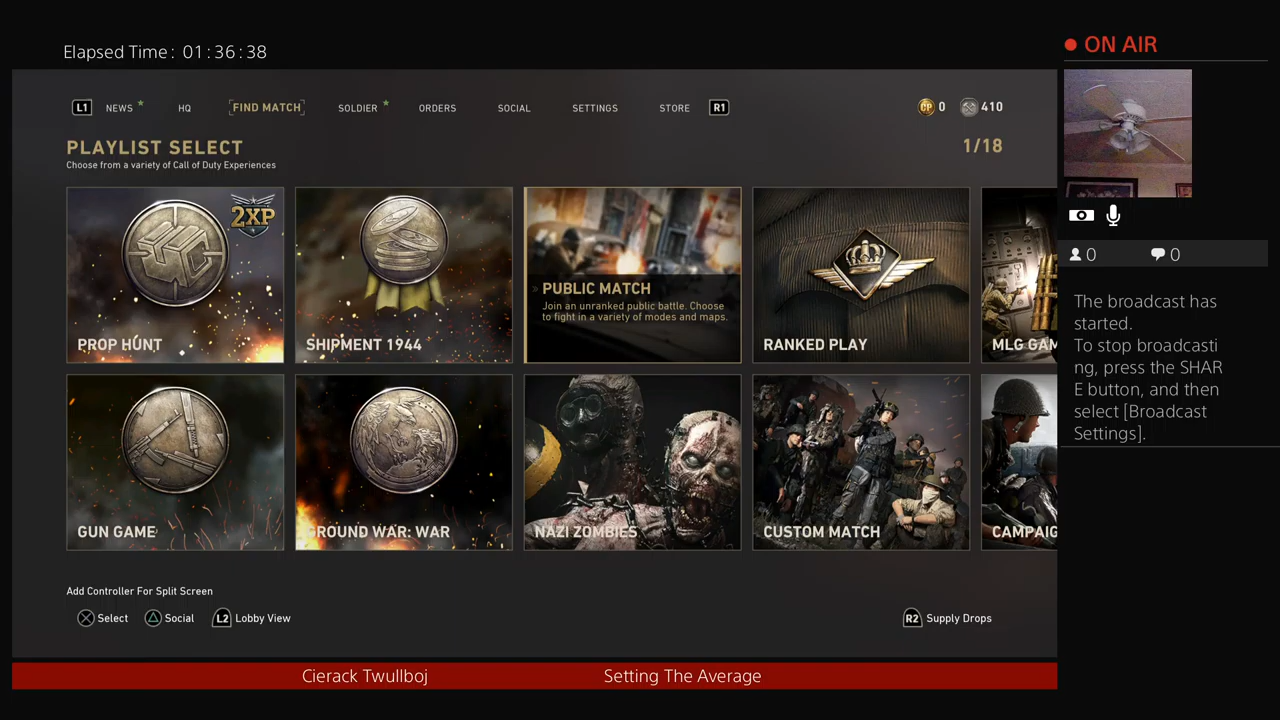 Elapsed Time: 01:36:38
ON AIR
L1 NEWS HQ FIND MATCH SOLDIER ORDERS SOCIAL SETTINGS STORE R1
CP 0 410
PLAYLIST SELECT
1/18
Choose from a variety of Call of Duty Experiences
2XP
PROP HUNT
SHIPMENT 1944
PUBLIC MATCH
Join an unranked public battle. Choose
to fight in a variety of modes and maps.
RANKED PLAY
MLG GAM
GUN GAME
GROUND WAR: WAR
NAZI ZOMBIES
CUSTOM MATCH
CAMPAIG
Add Controller For Split Screen
Select Social L2 Lobby View
R2 Supply Drops
0 0
The broadcast has
started.
To stop broadcasti
ng, press the SHAR
E button, and then
select [Broadcast
Settings].
Cierack Twullboj Setting The Average